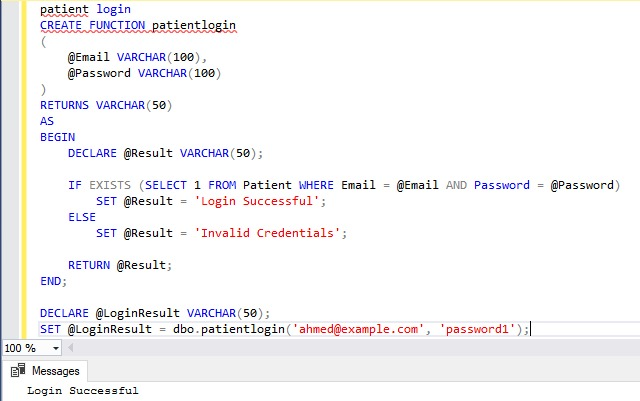 patient login
CREATE FUNCTION patientlogin
(
    @Email VARCHAR(100),
    @Password VARCHAR(100)
)
RETURNS VARCHAR(50)
AS
BEGIN
    DECLARE @Result VARCHAR(50);
    IF EXISTS (SELECT 1 FROM Patient WHERE Email = @Email AND Password = @Password)
        SET @Result = 'Login Successful';
    ELSE
        SET @Result = 'Invalid Credentials';
    RETURN @Result;
END;
DECLARE @LoginResult VARCHAR(50);
SET @LoginResult = dbo.patientlogin('ahmed@example.com', 'password1');
100 %
Messages
Login Successful